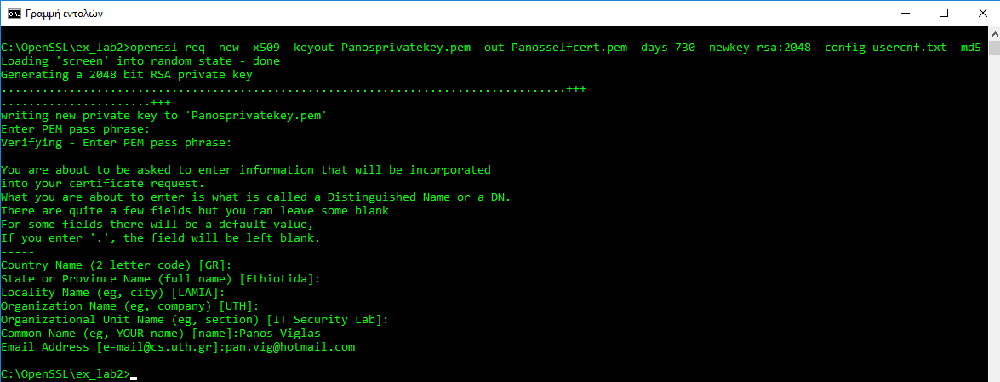 Γραμμή εντολών
C:\OpenSSL\ex_lab2>openssl req -new -x509 -keyout Panosprivatekey.pem -out Panosselfcert.pem -days 730 -newkey rsa:2048 -config usercnf.txt -md5
Loading 'screen' into random state - done
Generating a 2048 bit RSA private key
...................................................................................+++
......................+++
writing new private key to 'Panosprivatekey.pem'
Enter PEM pass phrase:
Verifying - Enter PEM pass phrase:
-----
You are about to be asked to enter information that will be incorporated
into your certificate request.
What you are about to enter is what is called a Distinguished Name or a DN.
There are quite a few fields but you can leave some blank
For some fields there will be a default value,
If you enter '.', the field will be left blank.
-----
Country Name (2 letter code) [GR]:
State or Province Name (full name) [Fthiotida]:
Locality Name (eg, city) [LAMIA]:
Organization Name (eg, company) [UTH]:
Organizational Unit Name (eg, section) [IT Security Lab]:
Common Name (eg, YOUR name) [name]:Panos Viglas
Email Address [e-mail@cs.uth.gr]:pan.vig@hotmail.com
C:\OpenSSL\ex_lab2>